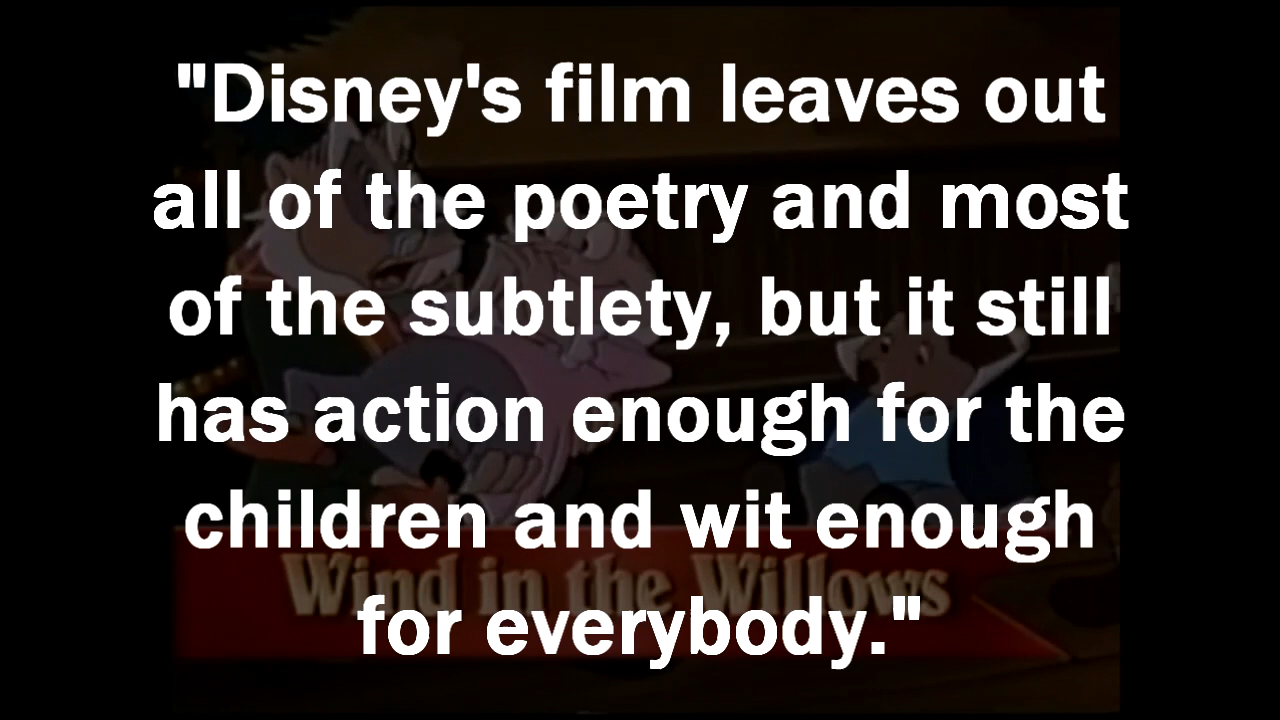 "Disney's film leaves out
all of the poetry and most
of the subtlety, but it still
has action enough for the
children and wit enough
Wind in the Willows
for everybody."